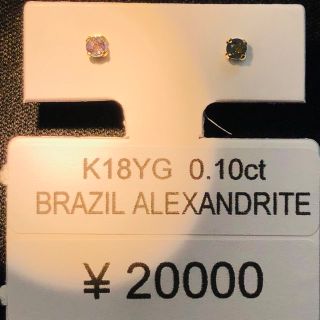 K18YG 0.10ct
BRAZIL ALEXANDRITE
¥ 20000